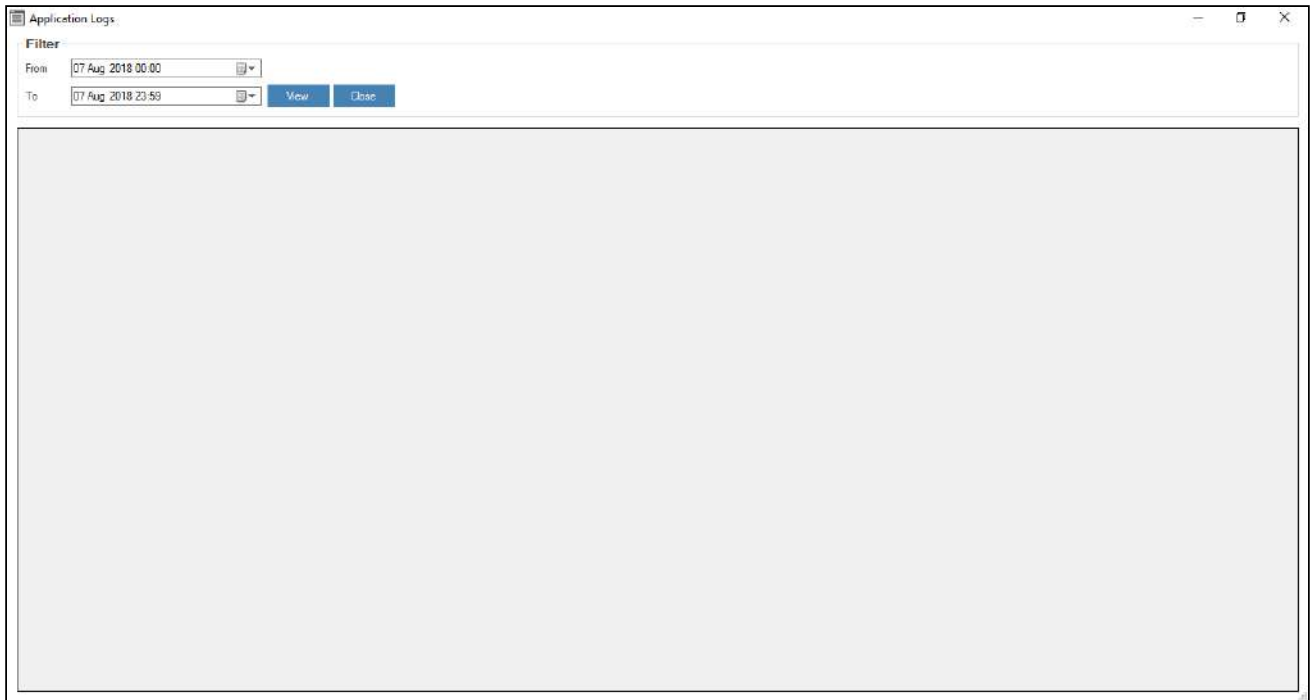 Application Logs
Filter
From 07 Aug 2018 00:00
To 07 Aug 2018 23:59 View Close